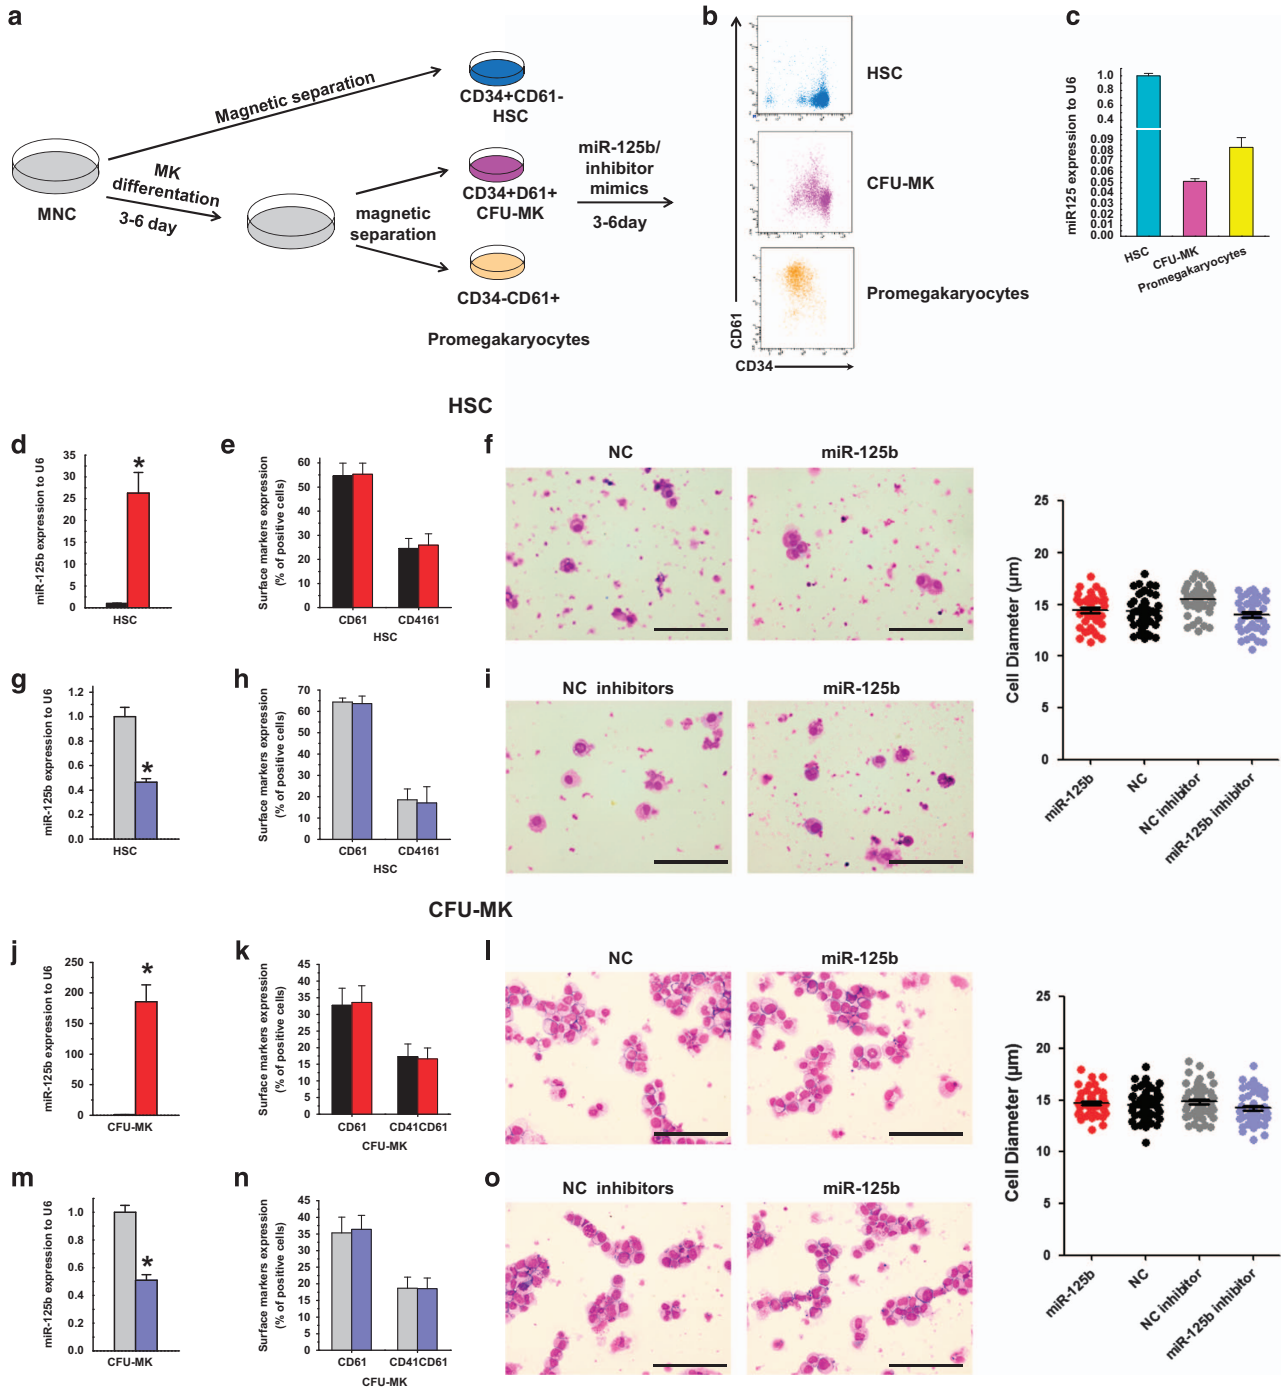 a
Magnetic separation
CD34+CD61-
HSC
MNC
MK
differentation
3-6 day
magnetic
separation
CD34+D61+
CFU-MK
CD34-CD61+
Promegakaryocytes
miR-125b/
inhibitor
mimics
3-6day
b
HSC
CFU-MK
Promegakaryocytes
CD61
CD34
c
miR125 expression to U6
1.0
0.8
0.6
0.4
0.09
0.08
0.06
0.05
0.04
0.03
0.02
0.01
0.00
HSC
CFU-MK
Promegakaryocytes
HSC
d
miR-125b expression to U6
35
30
25
20
15
10
5
0
*
HSC
e
Surface markers expression
(% of positive cells)
60
50
40
30
20
10
0
CD61
CD4161
HSC
f
NC
miR-125b
g
miR-125b expression to U6
1.2
1.0
0.8
0.6
0.4
0.2
0.0
*
HSC
h
Surface markers expression
(% of positive cells)
70
60
50
40
30
20
10
0
CD61
CD4161
HSC
i
NC inhibitors
miR-125b
Cell Diameter (µm)
25
20
15
10
5
0
miR-125b
NC
NC inhibitor
miR-125b inhibitor
CFU-MK
j
miR-125b expression to U6
250
200
150
100
50
0
*
CFU-MK
k
Surface markers expression
(% of positive cells)
45
40
35
30
25
20
15
10
5
0
CD61
CD41CD61
CFU-MK
l
NC
miR-125b
m
miR-125b expression to U6
1.0
0.8
0.6
0.4
0.2
0.0
*
CFU-MK
n
Surface markers expression
(% of positive cells)
45
40
35
30
25
20
15
10
5
0
CD61
CD41CD61
CFU-MK
o
NC inhibitors
miR-125b
Cell Diameter (µm)
25
20
15
10
5
0
miR-125b
NC
NC inhibitor
miR-125b inhibitor